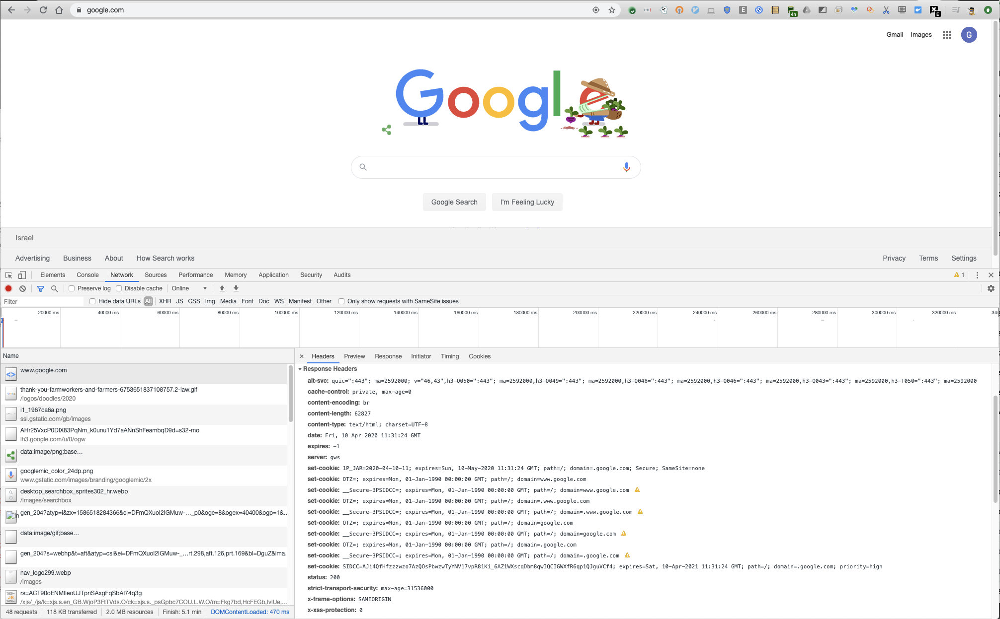 google.com
E
4h
E
Gmail Images G
Google
Google Search I'm Feeling Lucky
Israel
Advertising Business About How Search works Privacy Terms Settings
Elements Console Network Sources Performance Memory Application Security Audits 1
Preserve log Disable cache Online
Filter Hide data URLs All XHR JS CSS Img Media Font Doc WS Manifest Other Only show requests with SameSite issues
20000 ms 40000 ms 60000 ms 80000 ms 100000 ms 120000 ms 140000 ms 160000 ms 180000 ms 200000 ms 220000 ms 240000 ms 260000 ms 280000 ms 300000 ms 320000 ms
Name
www.google.com
thank-you-farmworkers-and-farmers-6753651837108757.2-law.gif
/logos/doodles/2020
i1_1967ca6a.png
ssl.gstatic.com/gb/images
AHr25VxcP0DlX83PqNm_k0unu1Yd7aANnShFeambqD9d=s32-mo
lh3.google.com/u/0/ogw
data:image/png;base…
googlemic_color_24dp.png
www.gstatic.com/images/branding/googlemic/2x
desktop_searchbox_sprites302_hr.webp
/images/searchbox
gen_204?atyp=i&zx=1586518284366&ei=DFmQXuoI2IGMuw-…_p0&oge=8&ogex=40400&ogp=1&..
data:image/gif;base…
gen_204?s=webhp&t=aft&atyp=csi&ei=DFmQXuoI2IGMuw-_…rt.298,aft.126,prt.169&bl=DguZ&ima.
nav_logo299.webp
/images
rs=ACT90oENMIleoUJTpriSAxgFqSbAl74q3g
/xjs/_/js/k=xjs.s.en_GB.WjoP3FtTVds.O/ck=xjs.s._psGpbc7COU.L.W.O/m=Fkg7bd,HcFEGb,IvlUe,…
48 requests 118 KB transferred 2.0 MB resources Finish: 5.1 min DOMContentLoaded: 470 ms
Headers Preview Response Initiator Timing Cookies
Response Headers
alt-svc: quic=":443"; ma=2592000; v="46,43",h3-Q050=":443"; ma=2592000,h3-Q049=":443"; ma=2592000,h3-Q048=":443"; ma=2592000,h3-Q046=":443"; ma=2592000,h3-Q043=":443"; ma=2592000,h3-T050=":443"; ma=2592000
cache-control: private, max-age=0
content-encoding: br
content-length: 62827
content-type: text/html; charset=UTF-8
date: Fri, 10 Apr 2020 11:31:24 GMT
expires: -1
server: gws
set-cookie: 1P_JAR=2020-04-10-11; expires=Sun, 10-May-2020 11:31:24 GMT; path=/; domain=.google.com; Secure; SameSite=none
set-cookie: OTZ=; expires=Mon, 01-Jan-1990 00:00:00 GMT; path=/; domain=www.google.com
set-cookie: __Secure-3PSIDCC=; expires=Mon, 01-Jan-1990 00:00:00 GMT; path=/; domain=www.google.com
set-cookie: OTZ=; expires=Mon, 01-Jan-1990 00:00:00 GMT; path=/; domain=.www.google.com
set-cookie: __Secure-3PSIDCC=; expires=Mon, 01-Jan-1990 00:00:00 GMT; path=/; domain=.www.google.com
set-cookie: OTZ=; expires=Mon, 01-Jan-1990 00:00:00 GMT; path=/; domain=google.com
set-cookie: __Secure-3PSIDCC=; expires=Mon, 01-Jan-1990 00:00:00 GMT; path=/; domain=google.com
set-cookie: OTZ=; expires=Mon, 01-Jan-1990 00:00:00 GMT; path=/; domain=.google.com
set-cookie: __Secure-3PSIDCC=; expires=Mon, 01-Jan-1990 00:00:00 GMT; path=/; domain=.google.com
set-cookie: SIDCC=AJi4QfHfzzzwzo7AzQOsPbwzwTyYNV17vpR81Ki_6AZ1WXscqDbm8qwIQCIGWXfR6qp1QJguVCf4; expires=Sat, 10-Apr-2021 11:31:24 GMT; path=/; domain=.google.com; priority=high
status: 200
strict-transport-security: max-age=31536000
x-frame-options: SAMEORIGIN
x-xss-protection: 0